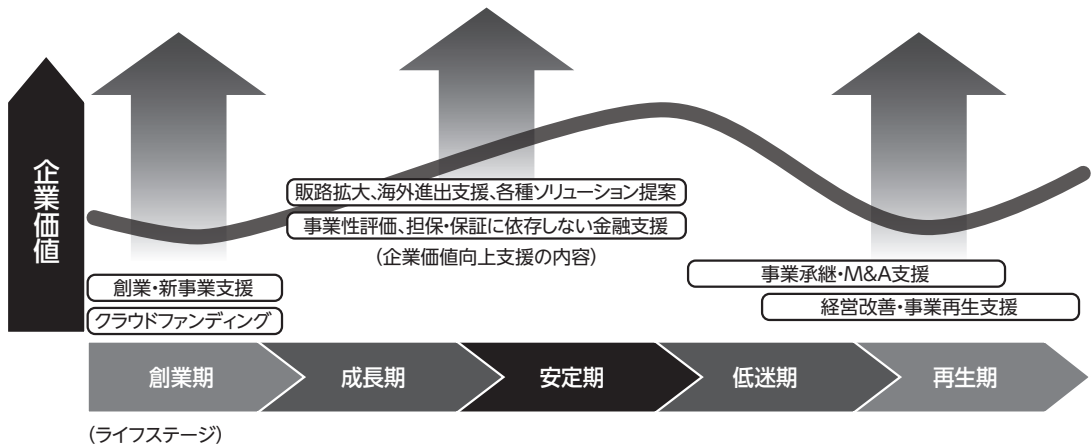 企業価値
販路拡大、海外進出支援、各種ソリューション提案
事業性評価、担保・保証に依存しない金融支援
(企業価値向上支援の内容)
創業・新事業支援
クラウドファンディング
事業承継・M&A支援
経営改善・事業再生支援
創業期
成長期
安定期
低迷期
再生期
(ライフステージ)